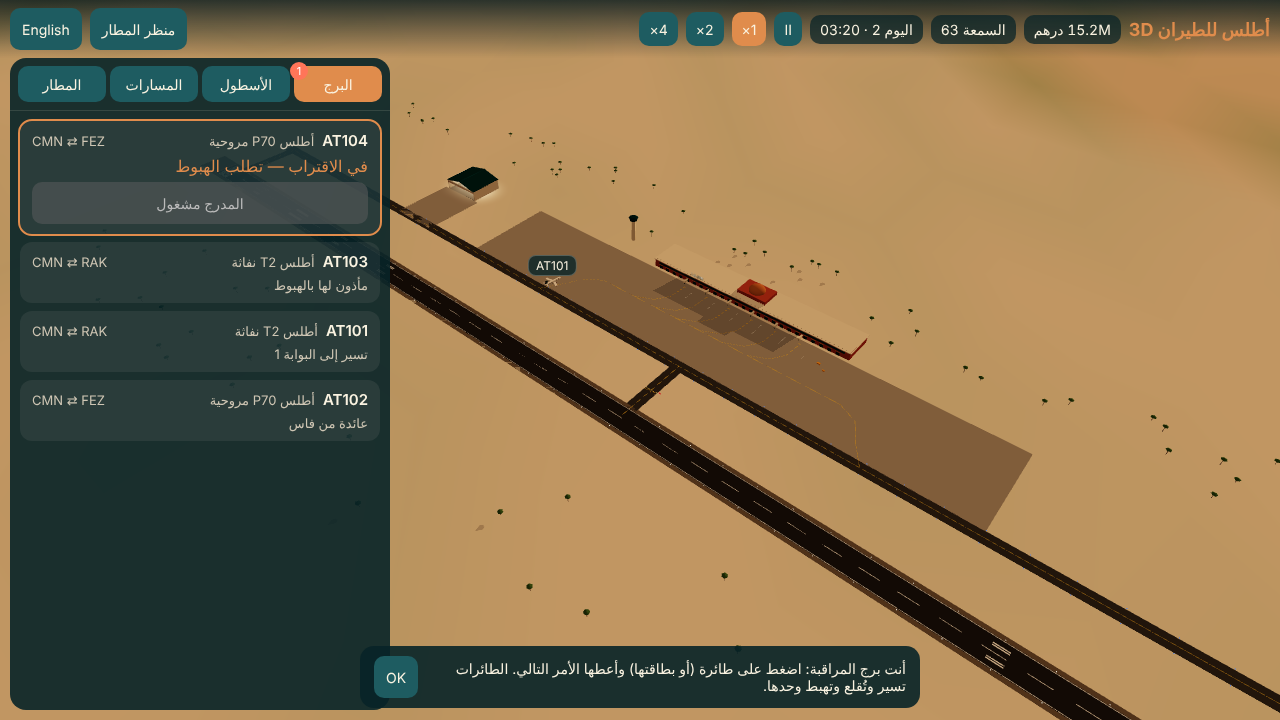 أطلس للطيران 3D
15.2M درهم
السمعة 63
اليوم 2 · 03:20
II
×1
×2
×4
منظر المطار
English
البرج
1
الأسطول
المسارات
المطار
AT104 أطلس P70 مروحية CMN ⇄ FEZ
في الاقتراب — تطلب الهبوط
المدرج مشغول
AT103 أطلس T2 نفاثة CMN ⇄ RAK
مأذون لها بالهبوط
AT101 أطلس T2 نفاثة CMN ⇄ RAK
تسير إلى البوابة 1
AT102 أطلس P70 مروحية CMN ⇄ FEZ
عائدة من فاس
AT101
أنت برج المراقبة: اضغط على طائرة (أو بطاقتها) وأعطها الأمر التالي. الطائرات
تسير وتُقلع وتهبط وحدها.
OK